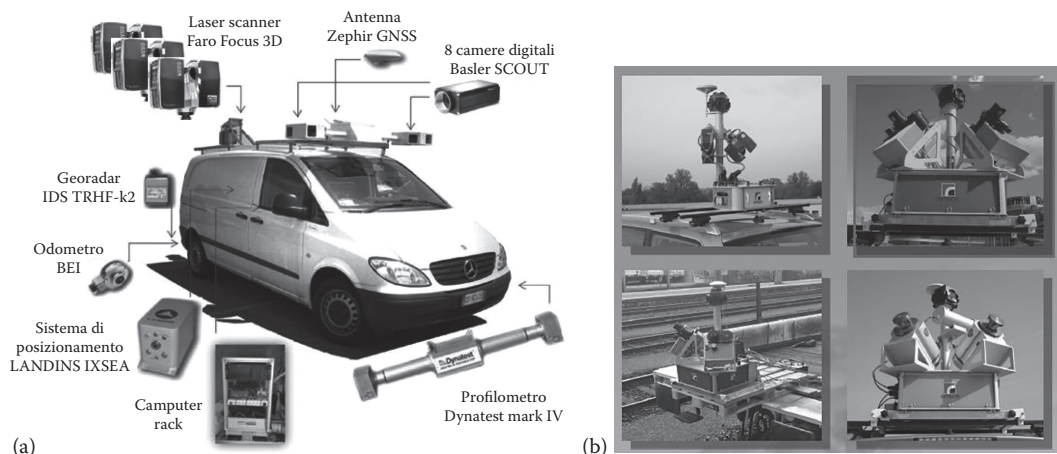 Laser scanner
Faro Focus 3D
Antenna
Zephir GNSS
8 camere digitali
Basler SCOUT
Georadar
IDS TRHF-k2
Odometro
BEI
Sistema di
posizionamento
LANDINS IXSEA
Camputer
rack
Dynatest
Profilometro
Dynatest mark IV
(a)
(b)